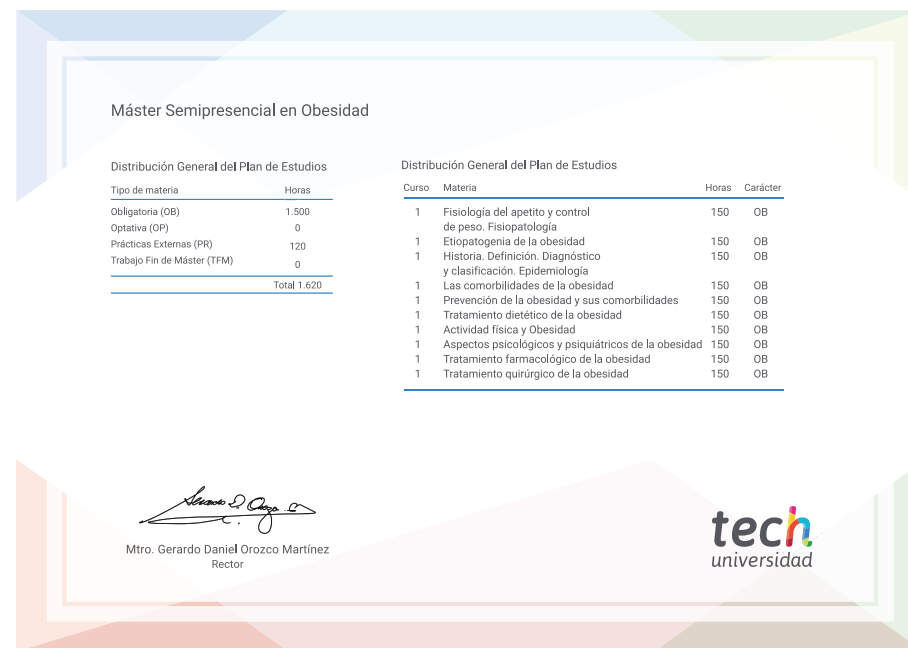 Máster Semipresencial en Obesidad
Distribución General del Plan de Estudios
Tipo de materia Horas
Obligatoria (OB) 1.500
Optativa (OP) 0
Prácticas Externas (PR) 120
Trabajo Fin de Máster (TFM) 0
Total 1.620
Distribución General del Plan de Estudios
Curso Materia Horas Carácter
1 Fisiología del apetito y control 150 OB
de peso. Fisiopatología
1 Etiopatogenia de la obesidad 150 OB
1 Historia. Definición. Diagnóstico 150 OB
y clasificación. Epidemiología
1 Las comorbilidades de la obesidad 150 OB
1 Prevención de la obesidad y sus comorbilidades 150 OB
1 Tratamiento dietético de la obesidad 150 OB
1 Actividad física y Obesidad 150 OB
1 Aspectos psicológicos y psiquiátricos de la obesidad 150 OB
1 Tratamiento farmacológico de la obesidad 150 OB
1 Tratamiento quirúrgico de la obesidad 150 OB
Mtro. Gerardo Daniel Orozco Martínez
Rector
tech
universidad